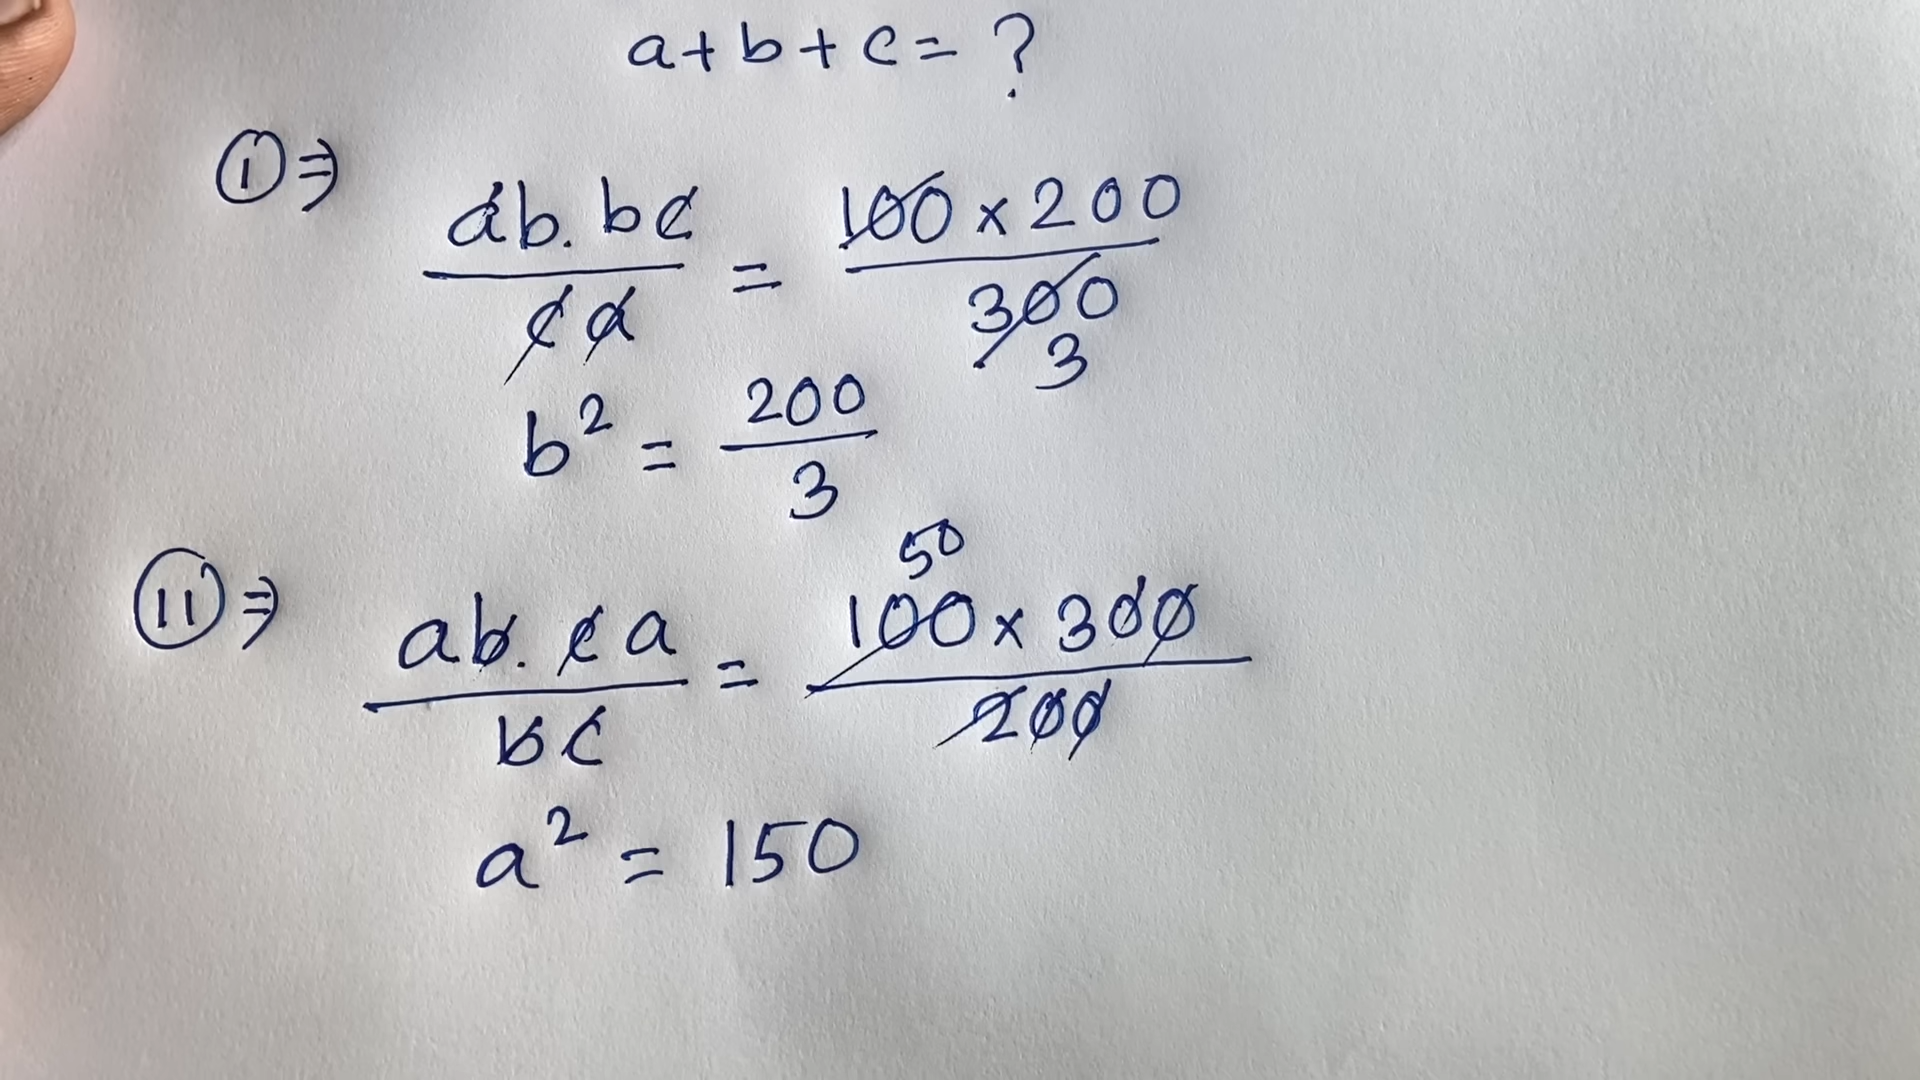 a+b+c=?
① ⇒
ab.bc / ca = 100×200 / 300
3
b² = 200/3
50
⑪ ⇒ ab.ca / bc = 100×300 / 200
a² = 150